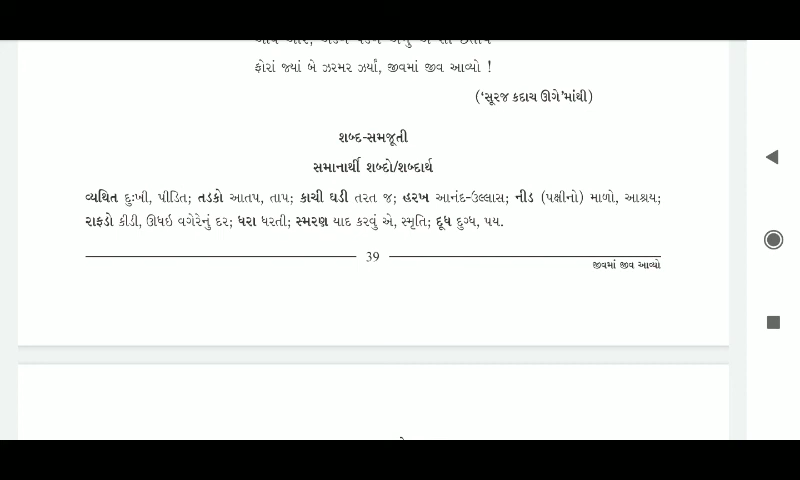 ફોરાં જ્યાં બે ઝરમર ઝર્યાં, જીવમાં જીવ આવ્યો !
('સૂરજ કદાચ ઊગે'માંથી)
શબ્દ-સમજૂતી
સમાનાર્થી શબ્દો/શબ્દાર્થ
વ્યથિત દુઃખી, પીડિત; તડકો આતપ, તાપ; કાચી ઘડી તરત જ; હરખ આનંદ-ઉલ્લાસ; નીડ (પક્ષીનો) માળો, આશ્રય;
રાફડો કીડી, ઊધઇ વગેરેનું દર; ધરા ધરતી; સ્મરણ યાદ કરવું એ, સ્મૃતિ; દૂધ દુગ્ધ, પય.
39
જીવમાં જીવ આવ્યો